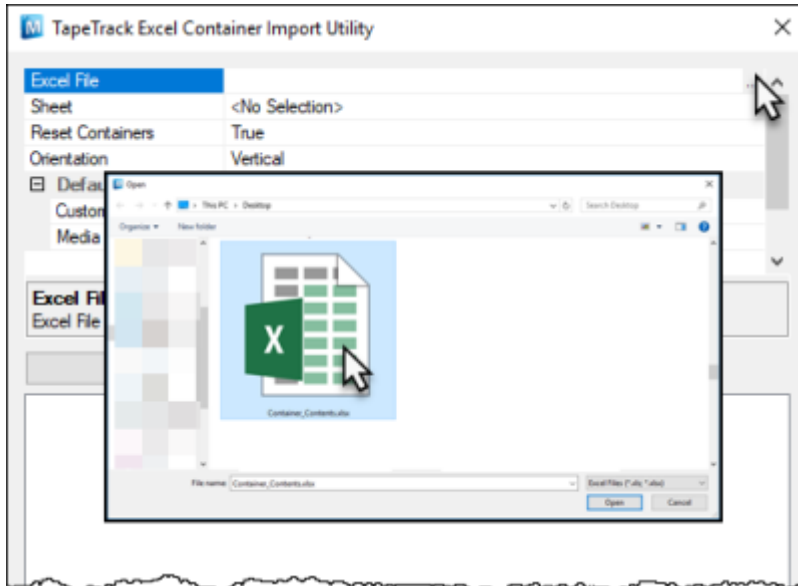 TapeTrack Excel Container Import Utility
Excel File ...
Sheet <No Selection>
Reset Containers True
Orientation Vertical
Defau
Custon
Media
Excel Fil
Excel File
Open
This PC › Desktop
Search Desktop
Organize
New folder
X
Container_Contents.xlsx
File name: Container_Contents.xlsx
Excel Files (*.xls; *.xlsx)
Open Cancel